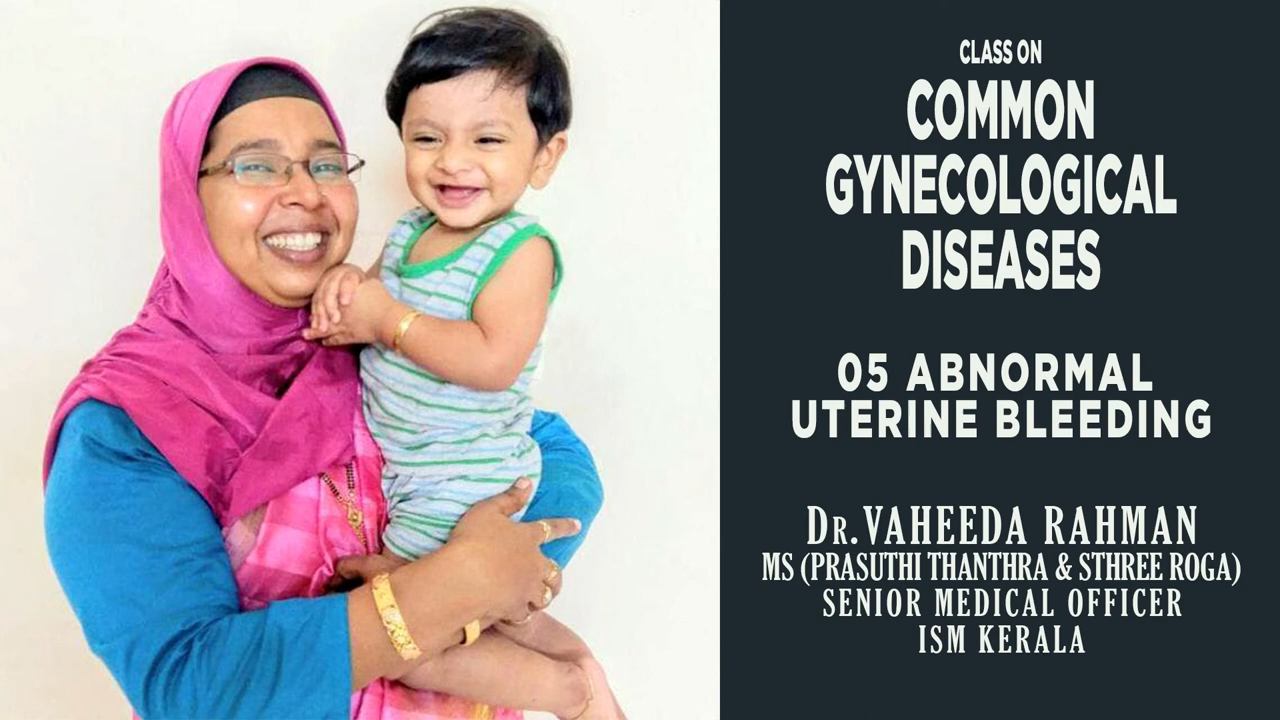 CLASS ON
COMMON
GYNECOLOGICAL
DISEASES
05 ABNORMAL
UTERINE BLEEDING
DR. VAHEEDA RAHMAN
MS (PRASUTHI THANTHRA & STHREE ROGA)
SENIOR MEDICAL OFFICER
ISM KERALA